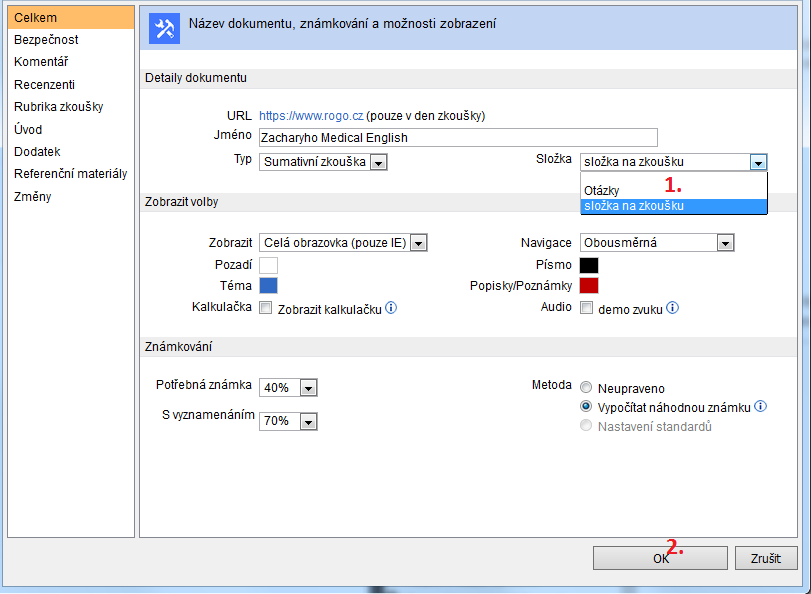 Celkem
Bezpečnost
Komentář
Recenzenti
Rubrika zkoušky
Úvod
Dodatek
Referenční materiály
Změny
Název dokumentu, známkování a možnosti zobrazení
Detaily dokumentu
URL https://www.rogo.cz (pouze v den zkoušky)
Jméno Zacharyho Medical English
Typ Sumativní zkouška Složka složka na zkoušku
Otázky 1.
složka na zkoušku
Zobrazit volby
Zobrazit Celá obrazovka (pouze IE) Navigace Obousměrná
Pozadí Písmo
Téma Popisky/Poznámky
Kalkulačka Zobrazit kalkulačku i Audio demo zvuku i
Známkování
Potřebná známka 40% Metoda Neupraveno
Vypočítat náhodnou známku i
S vyznamenáním 70%
Nastavení standardů
2.
OK Zrušit